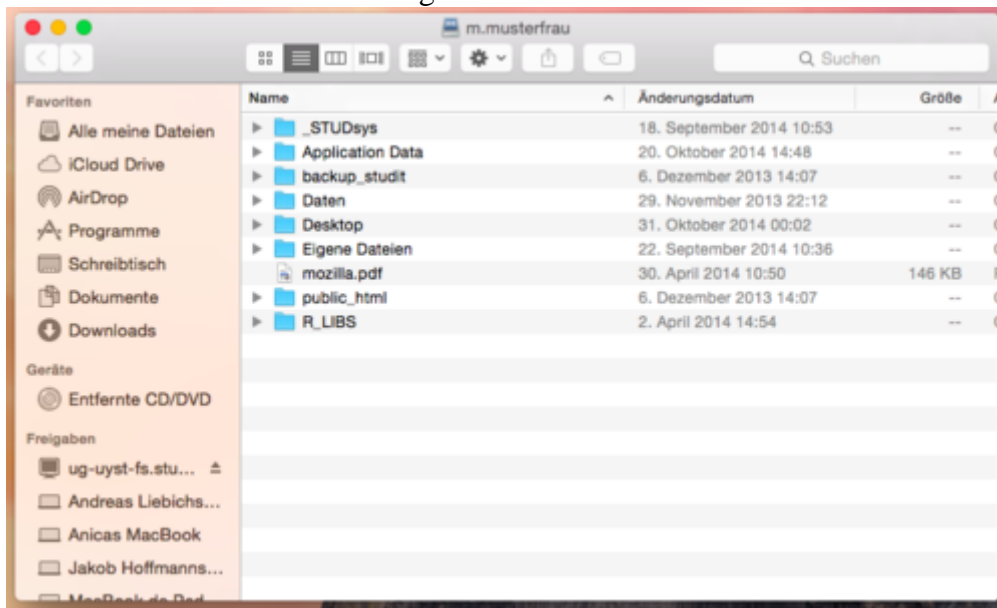 m.musterfrau
Suchen
Favoriten
Alle meine Dateien
iCloud Drive
AirDrop
Programme
Schreibtisch
Dokumente
Downloads
Geräte
Entfernte CD/DVD
Freigaben
ug-uyst-fs.stu...
Andreas Liebichs...
Anicas MacBook
Jakob Hoffmanns...
Name Änderungsdatum Größe
_STUDsys 18. September 2014 10:53 --
Application Data 20. Oktober 2014 14:48 --
backup_studit 6. Dezember 2013 14:07 --
Daten 29. November 2013 22:12 --
Desktop 31. Oktober 2014 00:02 --
Eigene Dateien 22. September 2014 10:36 --
mozilla.pdf 30. April 2014 10:50 146 KB
public_html 6. Dezember 2013 14:07 --
R_LIBS 2. April 2014 14:54 --